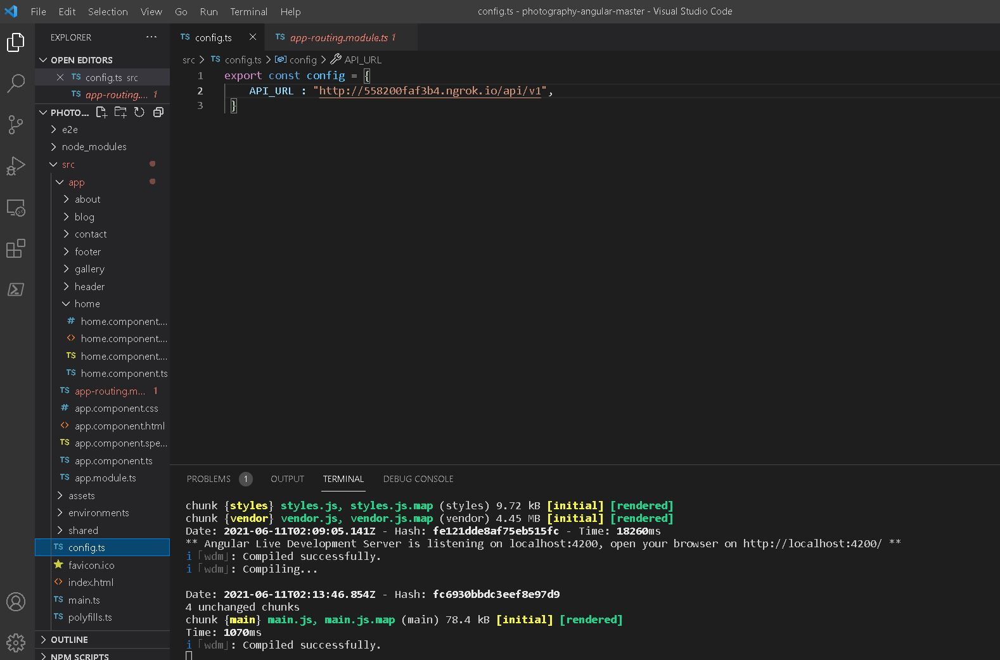 File Edit Selection View Go Run Terminal Help
config.ts - photography-angular-master - Visual Studio Code
EXPLORER ...
OPEN EDITORS
TS config.ts src
TS app-routing.... 1
PHOTO...
e2e
node_modules
src
app
about
blog
contact
footer
gallery
header
home
# home.component....
<> home.component....
TS home.component....
TS home.component.ts
TS app-routing.m... 1
# app.component.css
<> app.component.html
TS app.component.spe...
TS app.component.ts
TS app.module.ts
assets
environments
shared
TS config.ts
favicon.ico
<> index.html
TS main.ts
TS polyfills.ts
OUTLINE
NPM SCRIPTS
TS config.ts
TS app-routing.module.ts 1
src > TS config.ts > config > API_URL
1 export const config = {
2 API_URL : "http://558200faf3b4.ngrok.io/api/v1",
3 }
PROBLEMS 1 OUTPUT TERMINAL DEBUG CONSOLE
chunk {styles} styles.js, styles.js.map (styles) 9.72 kB [initial] [rendered]
chunk {vendor} vendor.js, vendor.js.map (vendor) 4.45 MB [initial] [rendered]
Date: 2021-06-11T02:09:05.141Z - Hash: fe121dde8af75eb515fc - Time: 18260ms
** Angular Live Development Server is listening on localhost:4200, open your browser on http://localhost:4200/ **
i ｢wdm｣: Compiled successfully.
i ｢wdm｣: Compiling...
Date: 2021-06-11T02:13:46.854Z - Hash: fc6930bbdc3eef8e97d9
4 unchanged chunks
chunk {main} main.js, main.js.map (main) 78.4 kB [initial] [rendered]
Time: 1070ms
i ｢wdm｣: Compiled successfully.